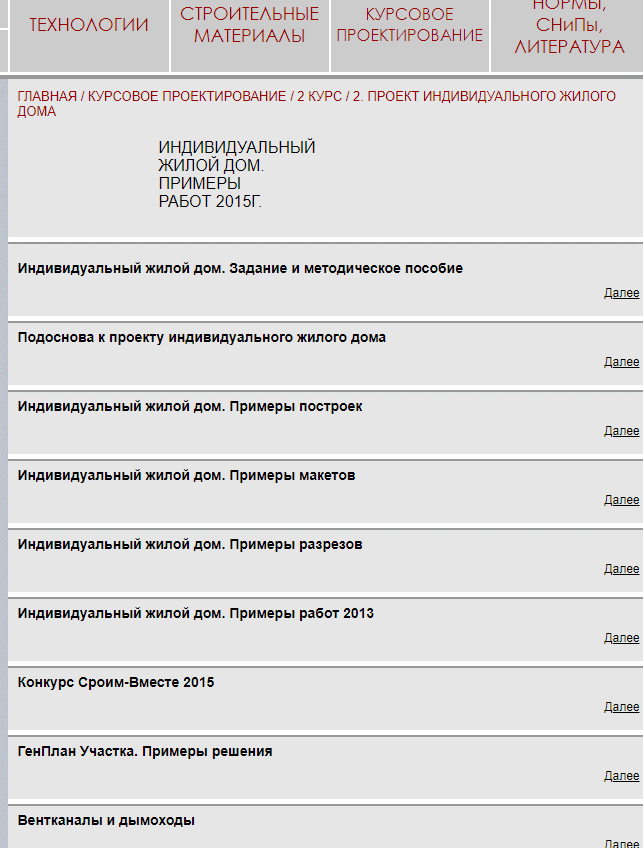 ТЕХНОЛОГИИ
СТРОИТЕЛЬНЫЕ
МАТЕРИАЛЫ
КУРСОВОЕ
ПРОЕКТИРОВАНИЕ
НОРМЫ,
СНиПы,
ЛИТЕРАТУРА
ГЛАВНАЯ / КУРСОВОЕ ПРОЕКТИРОВАНИЕ / 2 КУРС / 2. ПРОЕКТ ИНДИВИДУАЛЬНОГО ЖИЛОГО
ДОМА
ИНДИВИДУАЛЬНЫЙ
ЖИЛОЙ ДОМ.
ПРИМЕРЫ
РАБОТ 2015Г.
Индивидуальный жилой дом. Задание и методическое пособие
Далее
Подоснова к проекту индивидуального жилого дома
Далее
Индивидуальный жилой дом. Примеры построек
Далее
Индивидуальный жилой дом. Примеры макетов
Далее
Индивидуальный жилой дом. Примеры разрезов
Далее
Индивидуальный жилой дом. Примеры работ 2013
Далее
Конкурс Сроим-Вместе 2015
Далее
ГенПлан Участка. Примеры решения
Далее
Вентканалы и дымоходы
Далее